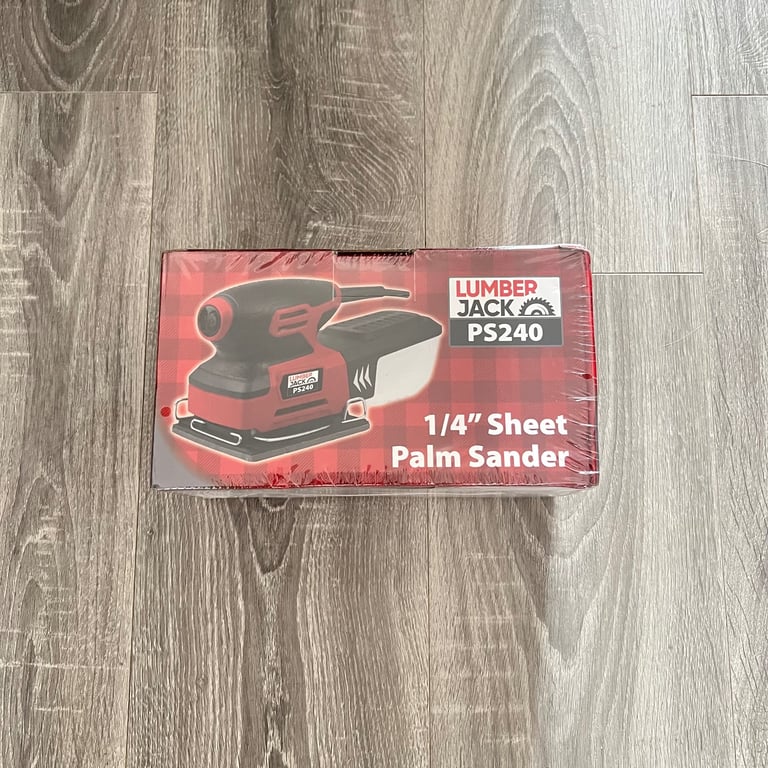 LUMBER
JACK
PS240
LUMBER
JACK
PS240
1/4” Sheet
Palm Sander